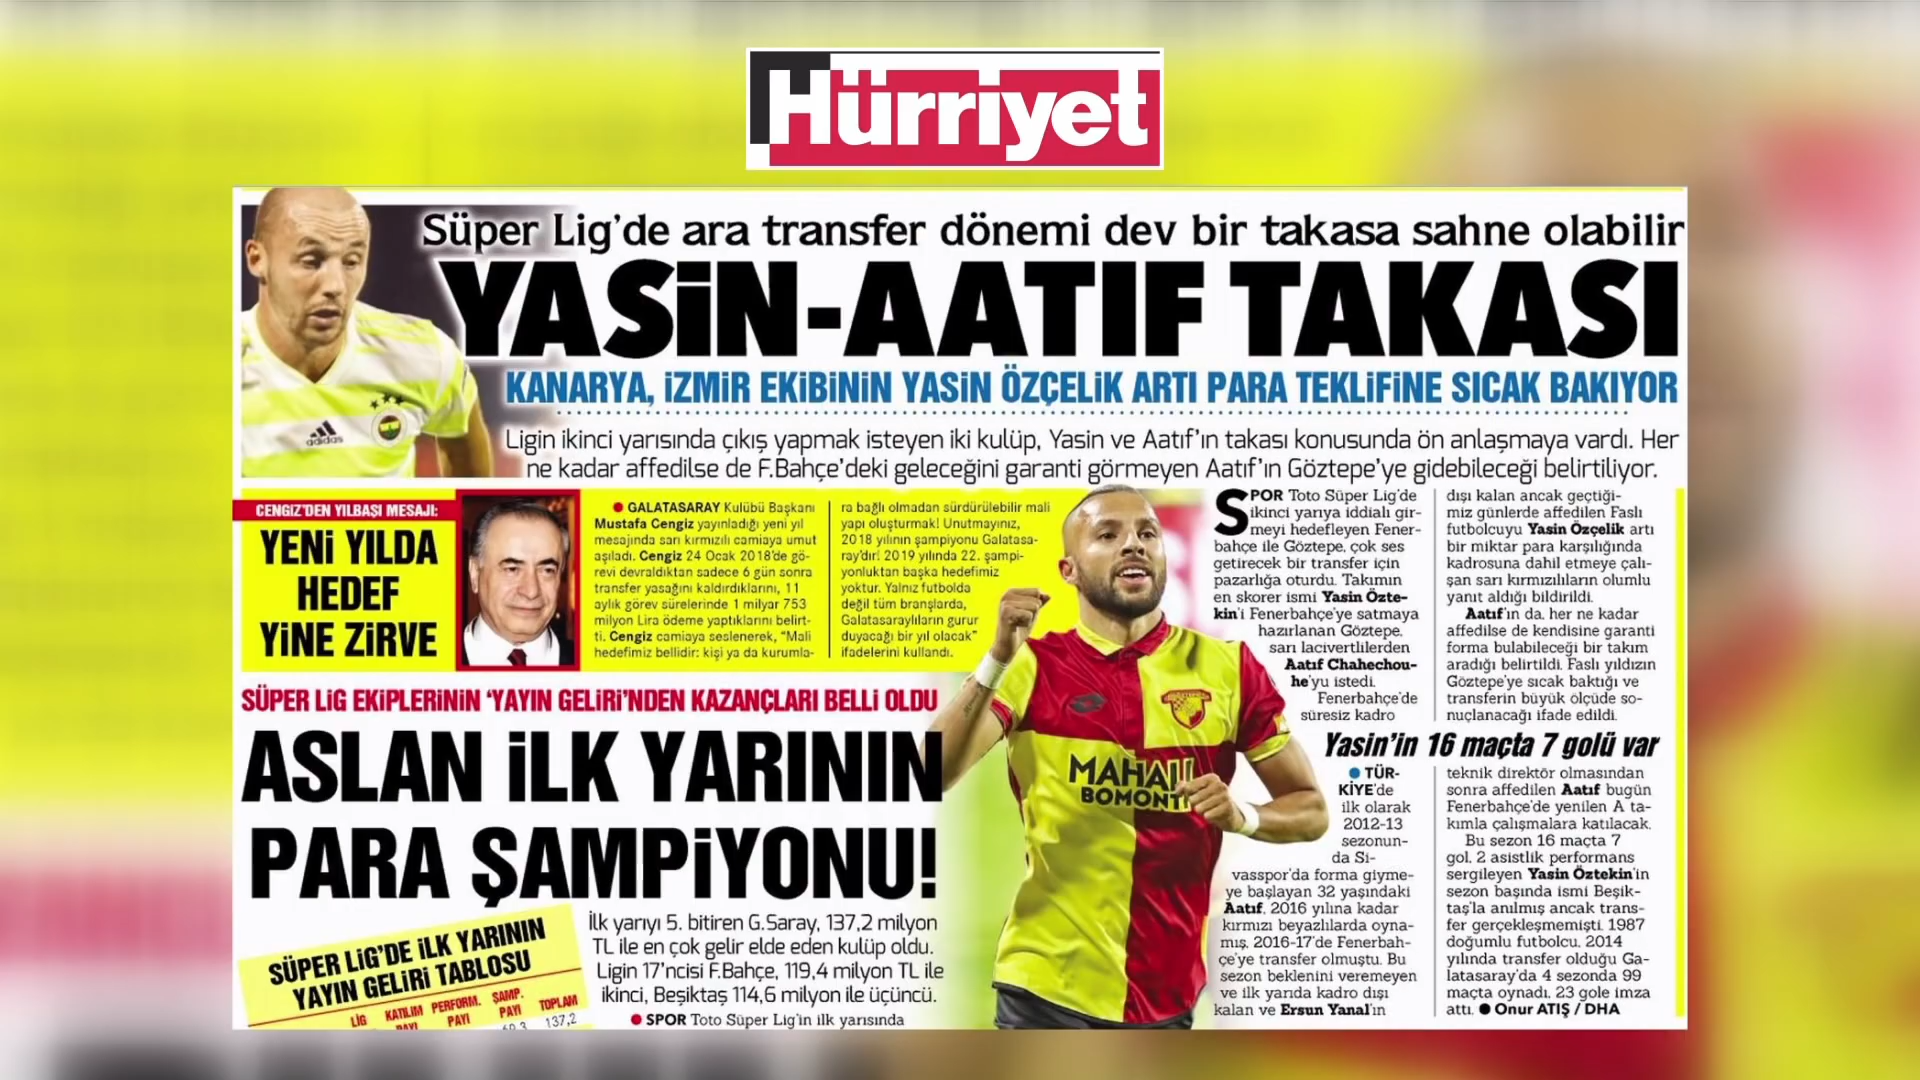 Hürriyet
Süper Lig'de ara transfer dönemi dev bir takasa sahne olabilir
YASİN-AATIF TAKASI
KANARYA, İZMİR EKİBİNİN YASİN ÖZÇELİK ARTI PARA TEKLİFİNE SICAK BAKIYOR
Ligin ikinci yarısında çıkış yapmak isteyen iki kulüp, Yasin ve Aatıf'ın takası konusunda ön anlaşmaya vardı. Her
ne kadar affedilse de F.Bahçe'deki geleceğini garanti görmeyen Aatıf'ın Göztepe'ye gidebileceği belirtiliyor.
adidas
CENGİZ'DEN YILBAŞI MESAJI:
YENİ YILDA
HEDEF
YİNE ZİRVE
● GALATASARAY Kulübü Başkanı
Mustafa Cengiz yayınladığı yeni yıl
mesajında sarı kırmızılı camiaya umut
aşıladı. Cengiz 24 Ocak 2018'de gö-
revi devraldıktan sadece 6 gün sonra
transfer yasağını kaldırdıklarını, 11
aylık görev sürelerinde 1 milyar 753
milyon Lira ödeme yaptıklarını belirt-
ti. Cengiz camiaya seslenerek, "Mali
hedefimiz bellidir: kişi ya da kurumla-
ra bağlı olmadan sürdürülebilir mali
yapı oluşturmak! Unutmayınız,
2018 yılının şampiyonu Galatasa-
ray'dır! 2019 yılında 22. şampi-
yonluktan başka hedefimiz
yoktur. Yalnız futbolda
değil tüm branşlarda,
Galatasaraylıların gurur
duyacağı bir yıl olacak"
ifadelerini kullandı.
SPOR Toto Süper Lig'de
ikinci yarıya iddialı gir-
meyi hedefleyen Fener-
bahçe ile Göztepe, çok ses
getirecek bir transfer için
pazarlığa oturdu. Takımın
en skorer ismi Yasin Özte-
kin'i Fenerbahçe'ye satmaya
hazırlanan Göztepe,
sarı lacivertlilerden
Aatıf Chahechou-
he'yu istedi.
Fenerbahçe'de
süresiz kadro
dışı kalan ancak geçtiği-
miz günlerde affedilen Faslı
futbolcuyu Yasin Özçelik artı
bir miktar para karşılığında
kadrosuna dahil etmeye çalı-
şan sarı kırmızılıların olumlu
yanıt aldığı bildirildi.
Aatıf'ın da, her ne kadar
affedilse de kendisine garanti
forma bulabileceği bir takım
aradığı belirtildi. Faslı yıldızın
Göztepe'ye sıcak baktığı ve
transferin büyük ölçüde so-
nuçlanacağı ifade edildi.
MAHALL
BOMONTİ
Yasin'in 16 maçta 7 golü var
● TÜR-
KİYE'de
ilk olarak
2012-13
sezonun-
da Si-
vasspor'da forma giyme-
ye başlayan 32 yaşındaki
Aatıf, 2016 yılına kadar
kırmızı beyazlılarda oyna-
mış, 2016-17'de Fenerbah-
çe'ye transfer olmuştu. Bu
sezon beklenini veremeyen
ve ilk yarıda kadro dışı
kalan ve Ersun Yanal'ın
teknik direktör olmasından
sonra affedilen Aatıf bugün
Fenerbahçe'de yenilen A ta-
kımla çalışmalara katılacak.
Bu sezon 16 maçta 7
gol, 2 asistlik performans
sergileyen Yasin Öztekin'in
sezon başında ismi Beşik-
taş'la anılmış ancak trans-
fer gerçekleşmemişti. 1987
doğumlu futbolcu, 2014
yılında transfer olduğu Ga-
latasaray'da 4 sezonda 99
maçta oynadı, 23 gole imza
attı. ● Onur ATIŞ / DHA
SÜPER LİG EKİPLERİNİN 'YAYIN GELİRİ'NDEN KAZANÇLARI BELLİ OLDU
ASLAN İLK YARININ
PARA ŞAMPİYONU!
İlk yarıyı 5. bitiren G.Saray, 137,2 milyon
TL ile en çok gelir elde eden kulüp oldu.
Ligin 17'ncisi F.Bahçe, 119,4 milyon TL ile
ikinci, Beşiktaş 114,6 milyon ile üçüncü.
● SPOR Toto Süper Lig'in ilk yarısında
SÜPER LİG'DE İLK YARININ
YAYIN GELİRİ TABLOSU
LİG KATILIM PAYI PERFORM. PAYI ŞAMP. PAYI TOPLAM
137,2